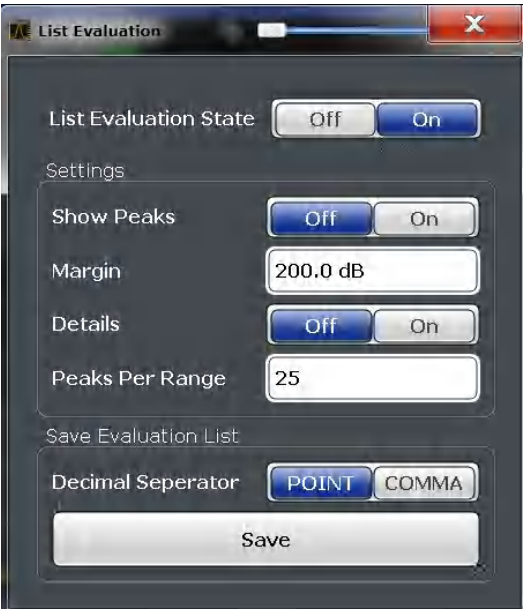 List Evaluation
List Evaluation State Off On
Settings
Show Peaks Off On
Margin 200.0 dB
Details Off On
Peaks Per Range 25
Save Evaluation List
Decimal Seperator POINT COMMA
Save